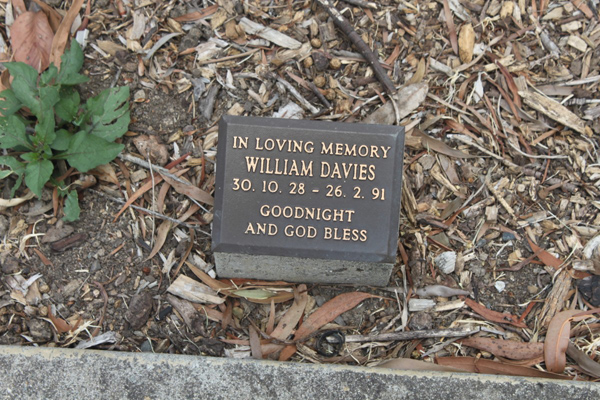 IN LOVING MEMORY
WILLIAM DAVIES
30. 10. 28 - 26. 2. 91
GOODNIGHT
AND GOD BLESS